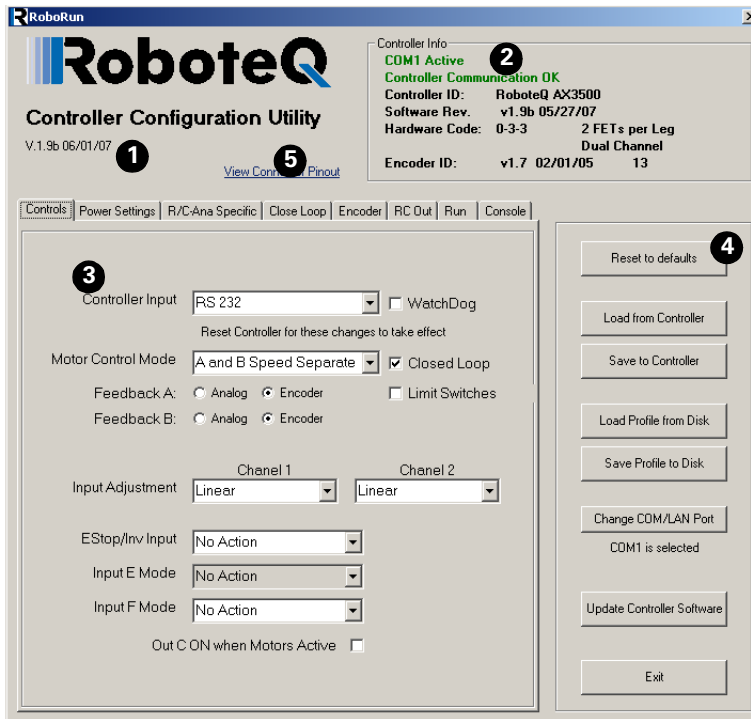 RoboRun
RoboteQ
Controller Configuration Utility
V.1.9b 06/01/07
1
5
View Conn Pinout
Controller Info
COM1 Active
2
Controller Communication OK
Controller ID: RoboteQ AX3500
Software Rev. v1.9b 05/27/07
Hardware Code: 0-3-3 2 FETs per Leg
Dual Channel
Encoder ID: v1.7 02/01/05 13
Controls Power Settings R/C-Ana Specific Close Loop Encoder RC Out Run Console
3
Controller Input RS 232 WatchDog
Reset Controller for these changes to take effect
Motor Control Mode A and B Speed Separate Closed Loop
Feedback A: Analog Encoder Limit Switches
Feedback B: Analog Encoder
Chanel 1 Chanel 2
Input Adjustment Linear Linear
EStop/Inv Input No Action
Input E Mode No Action
Input F Mode No Action
Out C ON when Motors Active
4
Reset to defaults
Load from Controller
Save to Controller
Load Profile from Disk
Save Profile to Disk
Change COM/LAN Port
COM1 is selected
Update Controller Software
Exit